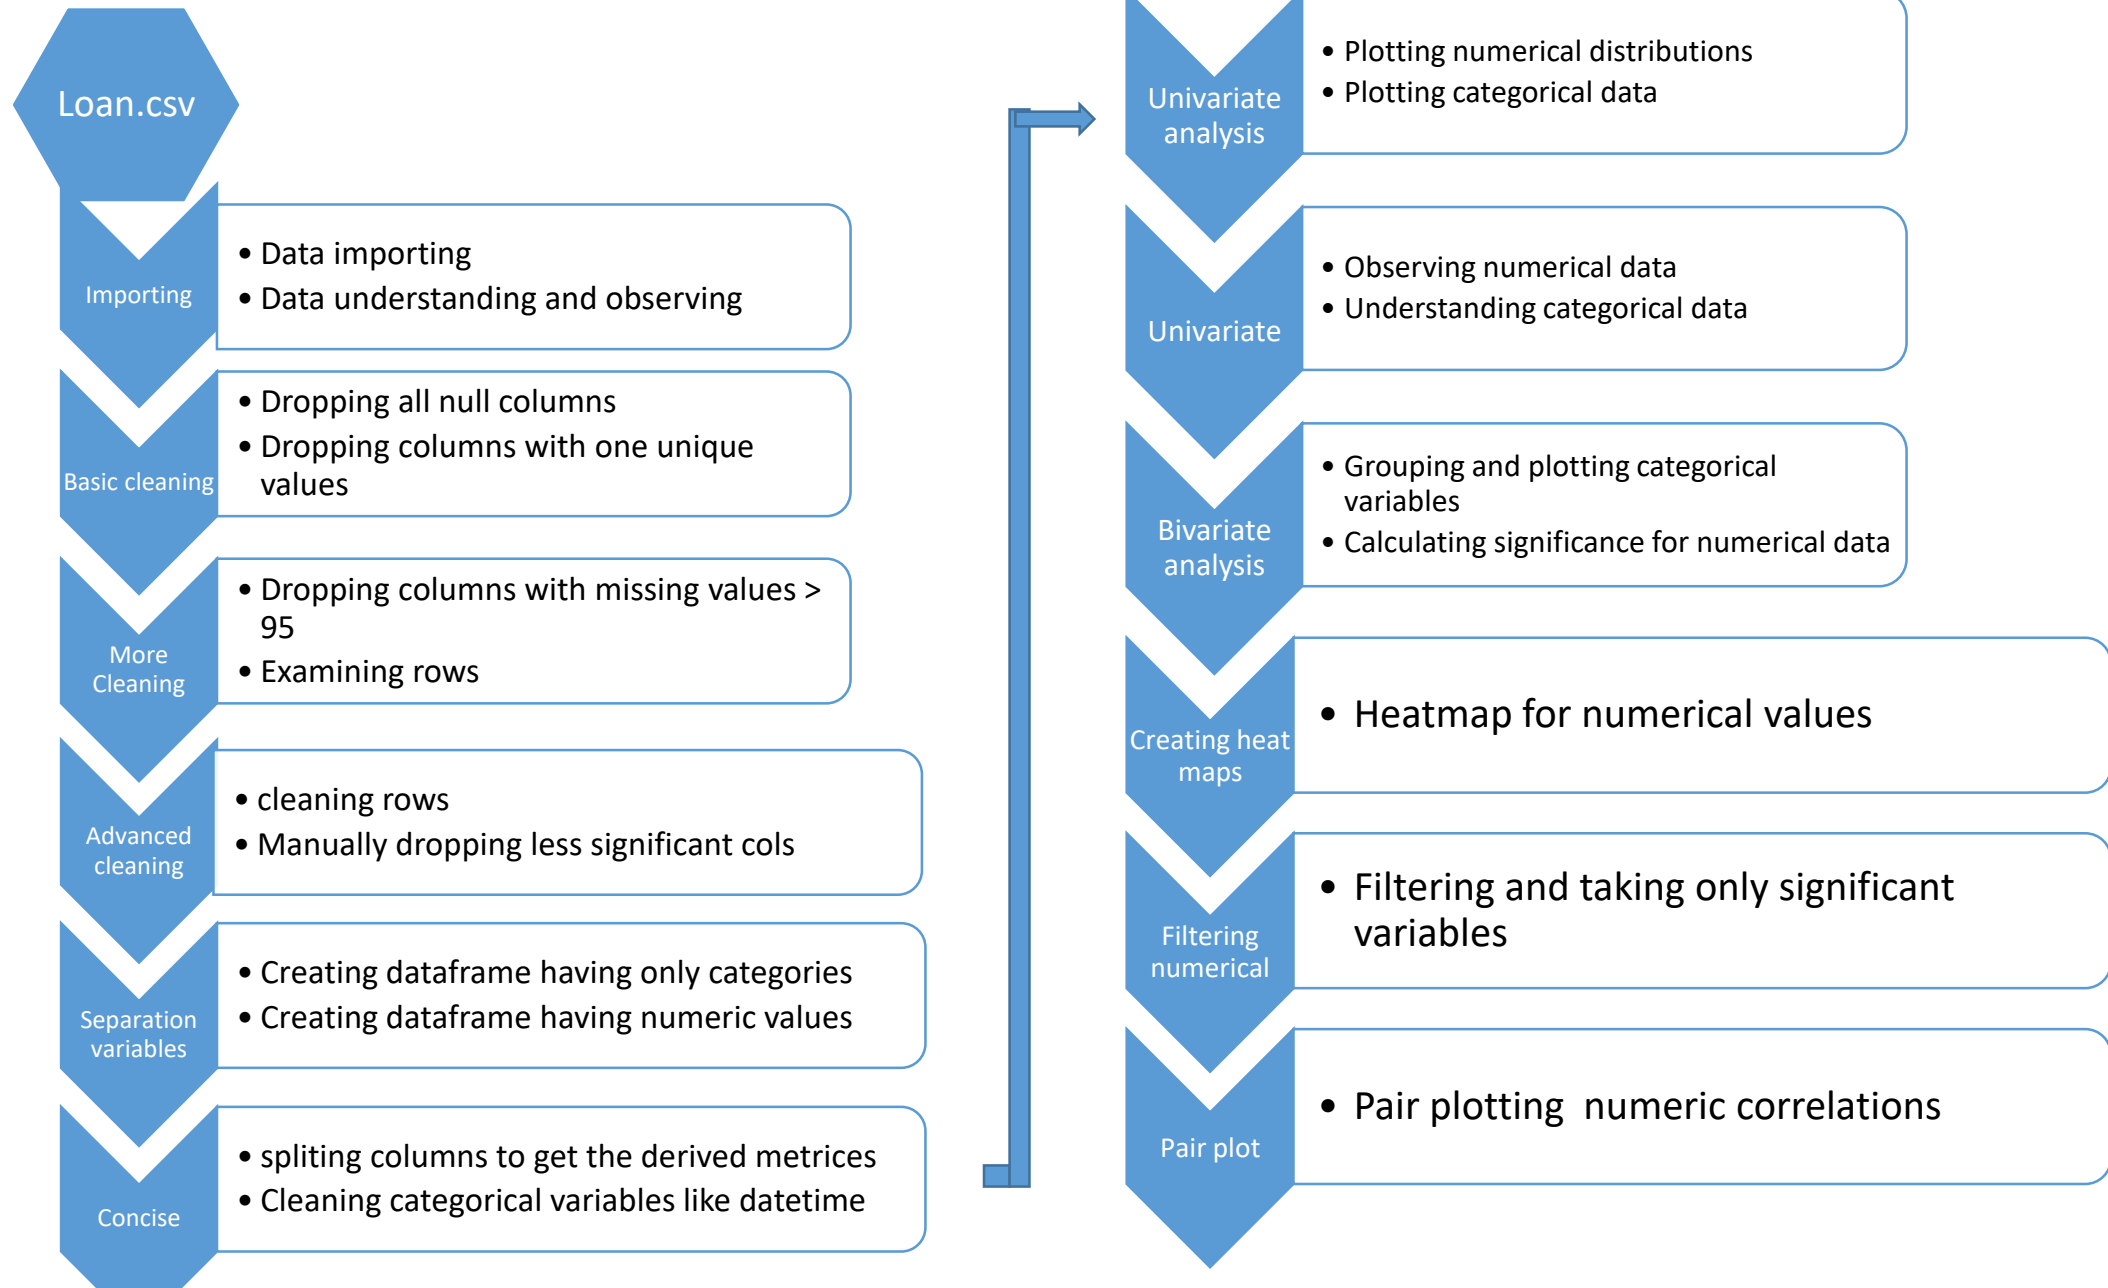 Loan.csv
Importing
• Data importing
• Data understanding and observing
Basic cleaning
• Dropping all null columns
• Dropping columns with one unique
values
More
Cleaning
• Dropping columns with missing values >
95
• Examining rows
Advanced
cleaning
• cleaning rows
• Manually dropping less significant cols
Separation
variables
• Creating dataframe having only categories
• Creating dataframe having numeric values
Concise
• spliting columns to get the derived metrices
• Cleaning categorical variables like datetime
Univariate
analysis
• Plotting numerical distributions
• Plotting categorical data
Univariate
• Observing numerical data
• Understanding categorical data
Bivariate
analysis
• Grouping and plotting categorical
variables
• Calculating significance for numerical data
Creating heat
maps
• Heatmap for numerical values
Filtering
numerical
• Filtering and taking only significant
variables
Pair plot
• Pair plotting  numeric correlations